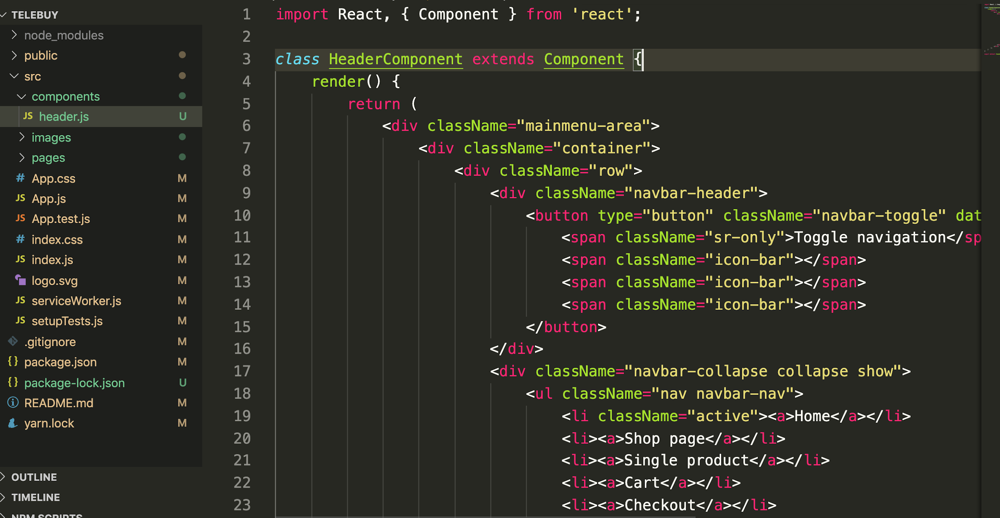 TELEBUY
node_modules
public
src
components
JS header.js U
images
pages
# App.css M
JS App.js M
JS App.test.js M
# index.css M
JS index.js M
logo.svg M
JS serviceWorker.js M
JS setupTests.js M
.gitignore M
{} package.json M
{} package-lock.json U
README.md M
yarn.lock M
OUTLINE
TIMELINE
NPM SCRIPTS
1 import React, { Component } from 'react';
2
3 class HeaderComponent extends Component {
4 render() {
5 return (
6 <div className="mainmenu-area">
7 <div className="container">
8 <div className="row">
9 <div className="navbar-header">
10 <button type="button" className="navbar-toggle" dat
11 <span className="sr-only">Toggle navigation</sp
12 <span className="icon-bar"></span>
13 <span className="icon-bar"></span>
14 <span className="icon-bar"></span>
15 </button>
16 </div>
17 <div className="navbar-collapse collapse show">
18 <ul className="nav navbar-nav">
19 <li className="active"><a>Home</a></li>
20 <li><a>Shop page</a></li>
21 <li><a>Single product</a></li>
22 <li><a>Cart</a></li>
23 <li><a>Checkout</a></li>